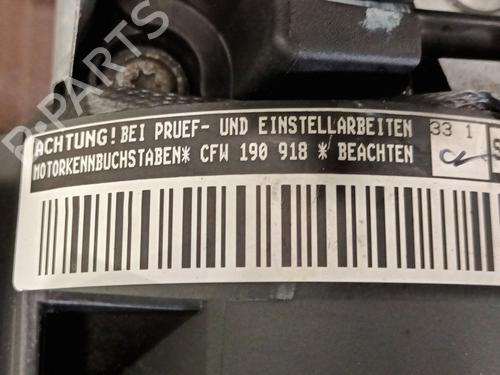 B-PARTS
ACHTUNG! BEI PRUEF- UND EINSTELLARBEITEN
MOTORKENNBUCHSTABEN* CFW 190 918 * BEACHTEN
33 1